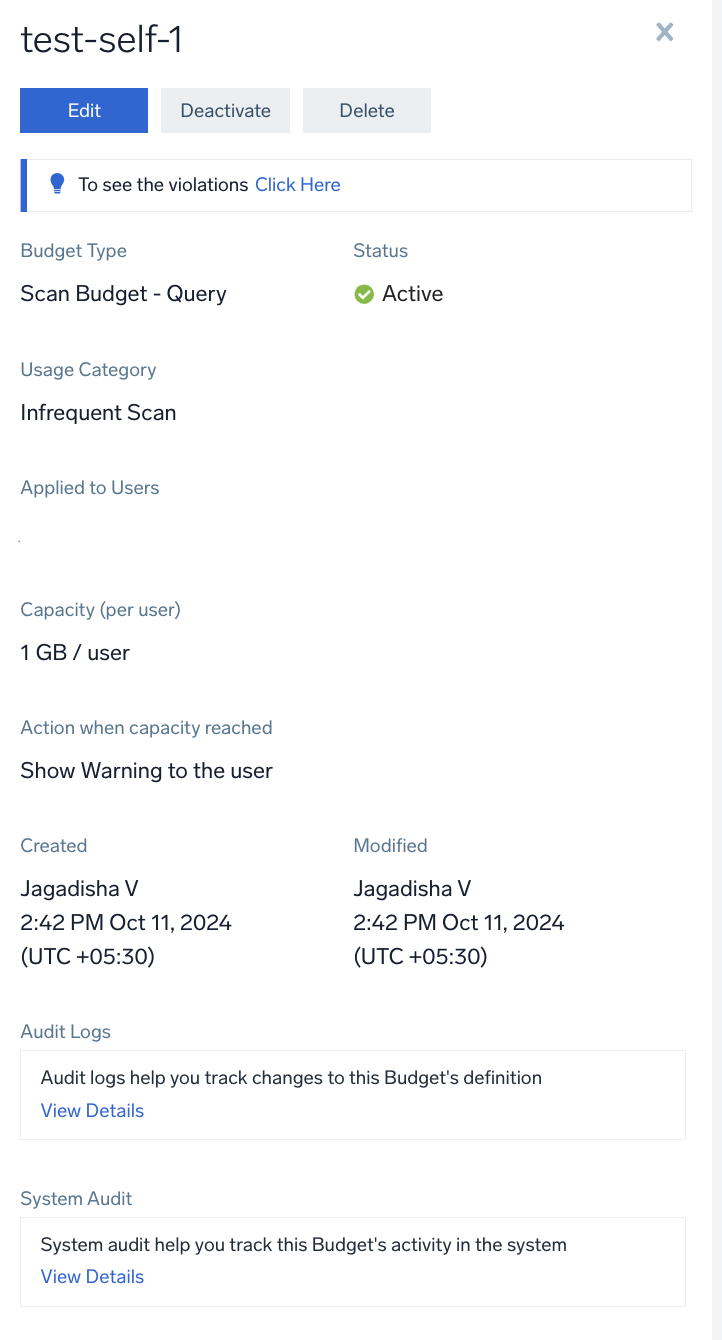 test-self-1
Edit
Deactivate
Delete
To see the violations Click Here
Budget Type
Status
Scan Budget - Query
Active
Usage Category
Infrequent Scan
Applied to Users
.
Capacity (per user)
1 GB / user
Action when capacity reached
Show Warning to the user
Created
Modified
Jagadisha V
2:42 PM Oct 11, 2024
(UTC +05:30)
Jagadisha V
2:42 PM Oct 11, 2024
(UTC +05:30)
Audit Logs
Audit logs help you track changes to this Budget's definition
View Details
System Audit
System audit help you track this Budget's activity in the system
View Details